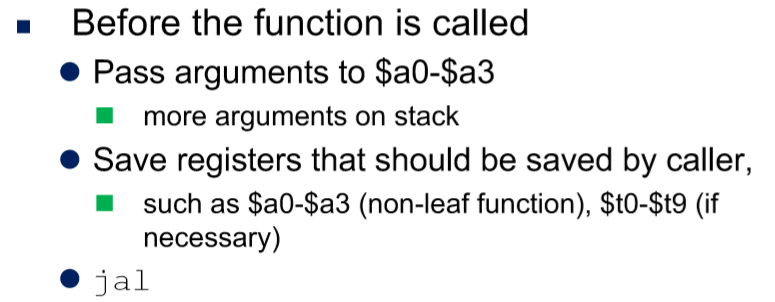 Before the function is called
Pass arguments to $a0-$a3
more arguments on stack
Save registers that should be saved by caller,
such as $a0-$a3 (non-leaf function), $t0-$t9 (if
necessary)
jal